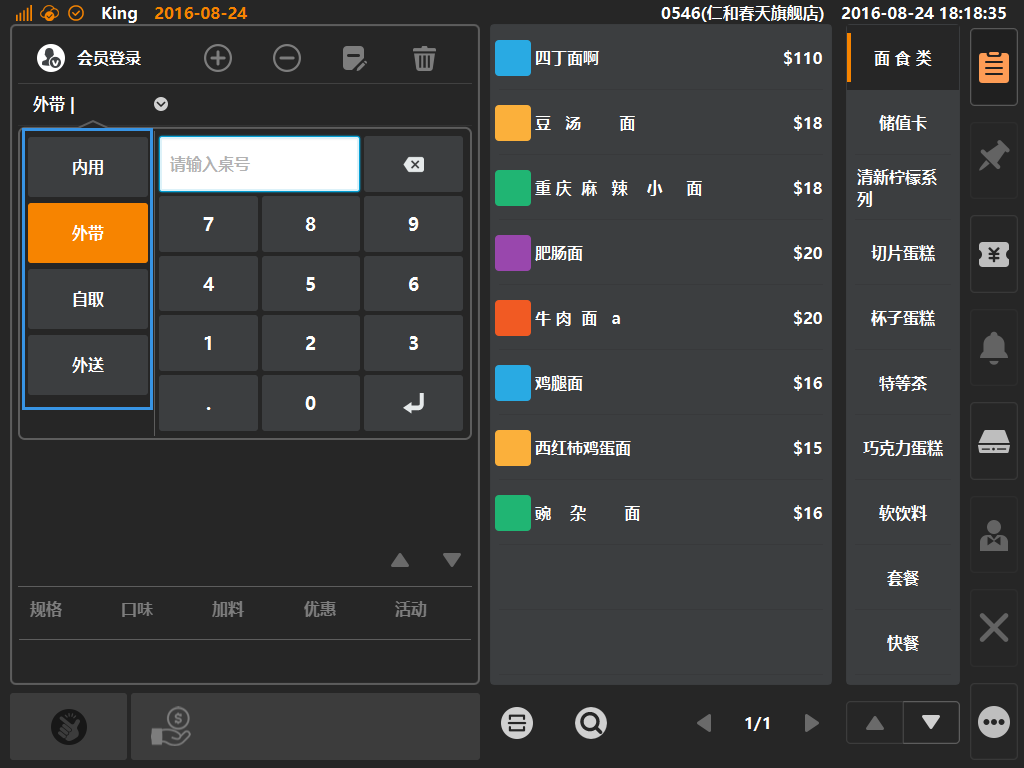 King 2016-08-24 0546(仁和春天旗舰店) 2016-08-24 18:18:35
会员登录
外带 |
内用
外带
自取
外送
请输入桌号
7 8 9
4 5 6
1 2 3
. 0
规格 口味 加料 优惠 活动
四丁面啊 $110
豆 汤 面 $18
重 庆 麻 辣 小 面 $18
肥肠面 $20
牛 肉 面 a $20
鸡腿面 $16
西红柿鸡蛋面 $15
豌 杂 面 $16
1/1
面 食 类
储值卡
清新柠檬系
列
切片蛋糕
杯子蛋糕
特等茶
巧克力蛋糕
软饮料
套餐
快餐